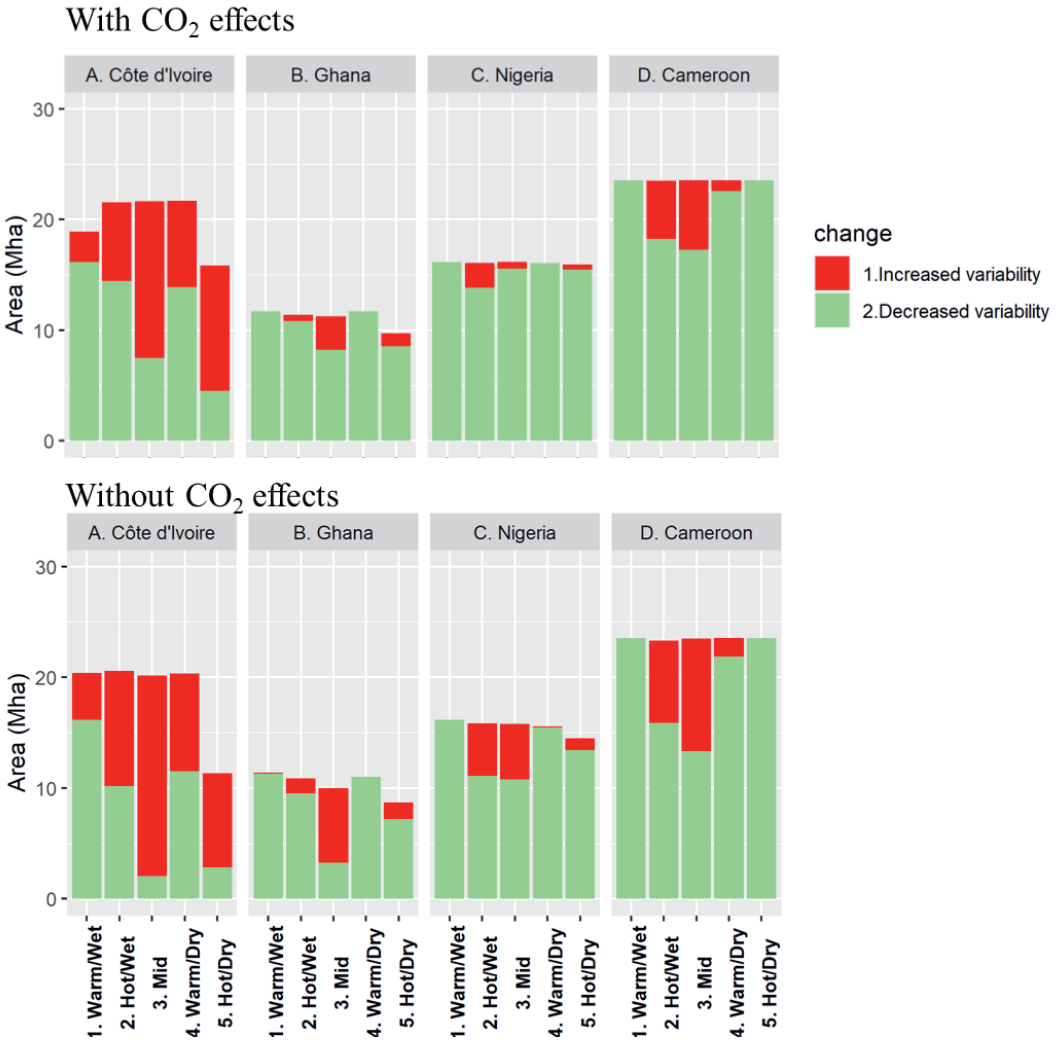 With CO₂ effects
A. Côte d'Ivoire
B. Ghana
C. Nigeria
D. Cameroon
Area (Mha)
30
20
10
0
change
1.Increased variability
2.Decreased variability
Without CO₂ effects
A. Côte d'Ivoire
B. Ghana
C. Nigeria
D. Cameroon
Area (Mha)
30
20
10
0
1. Warm/Wet
2. Hot/Wet
3. Mid
4. Warm/Dry
5. Hot/Dry
1. Warm/Wet
2. Hot/Wet
3. Mid
4. Warm/Dry
5. Hot/Dry
1. Warm/Wet
2. Hot/Wet
3. Mid
4. Warm/Dry
5. Hot/Dry
1. Warm/Wet
2. Hot/Wet
3. Mid
4. Warm/Dry
5. Hot/Dry